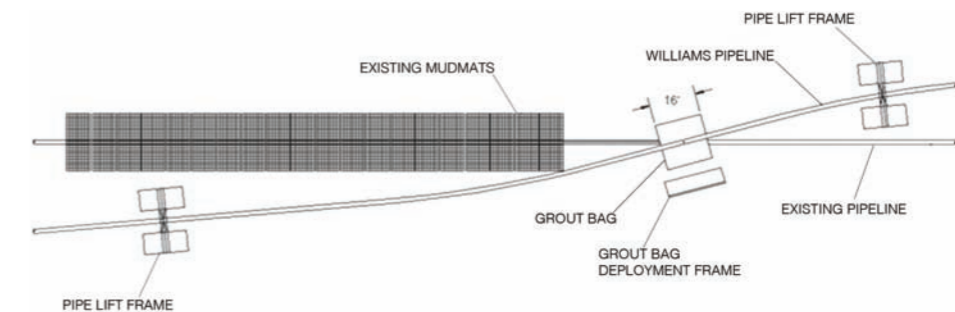 PIPE LIFT FRAME
WILLIAMS PIPELINE
EXISTING MUDMATS
16'
GROUT BAG
EXISTING PIPELINE
GROUT BAG
DEPLOYMENT FRAME
PIPE LIFT FRAME